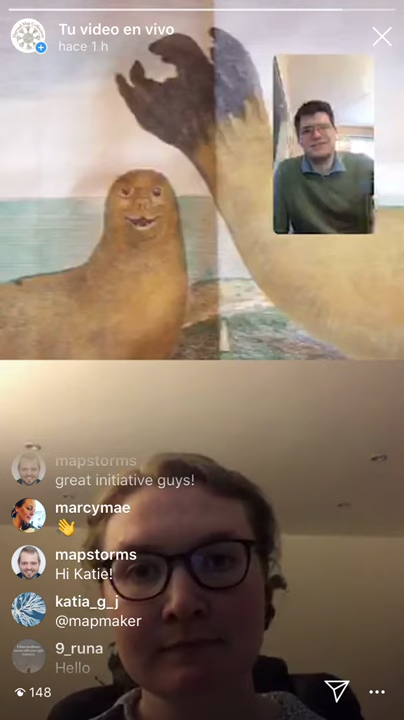 Tu video en vivo
hace 1 h
mapstorms
great initiative guys!
marcymae
👋
mapstorms
Hi Katie!
katia_g_j
@mapmaker
9_runa
Hello
148